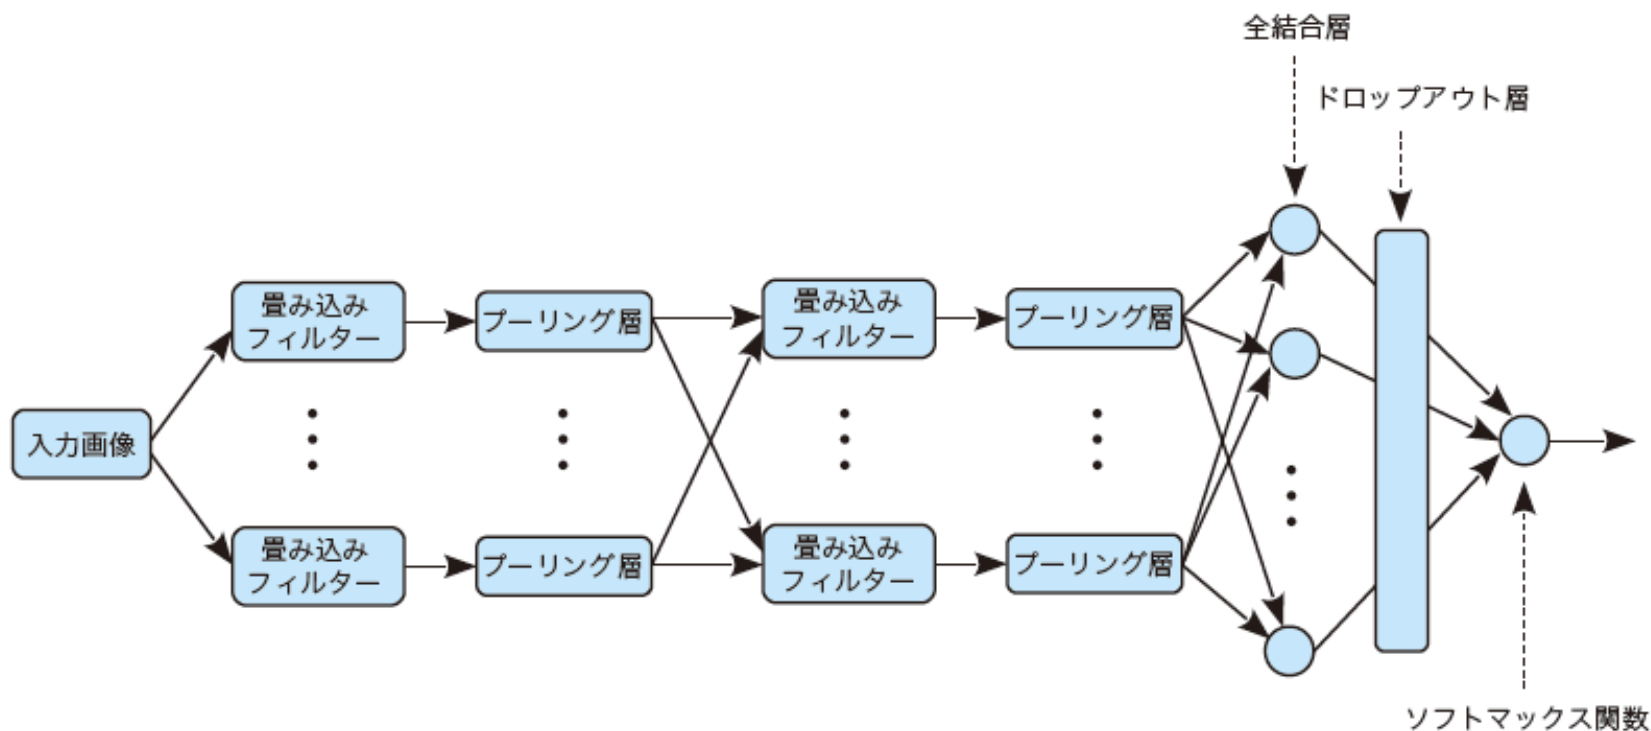 全結合層
ドロップアウト層
入力画像
畳み込み
フィルター
プーリング層
畳み込み
フィルター
プーリング層
畳み込み
フィルター
プーリング層
畳み込み
フィルター
プーリング層
ソフトマックス関数